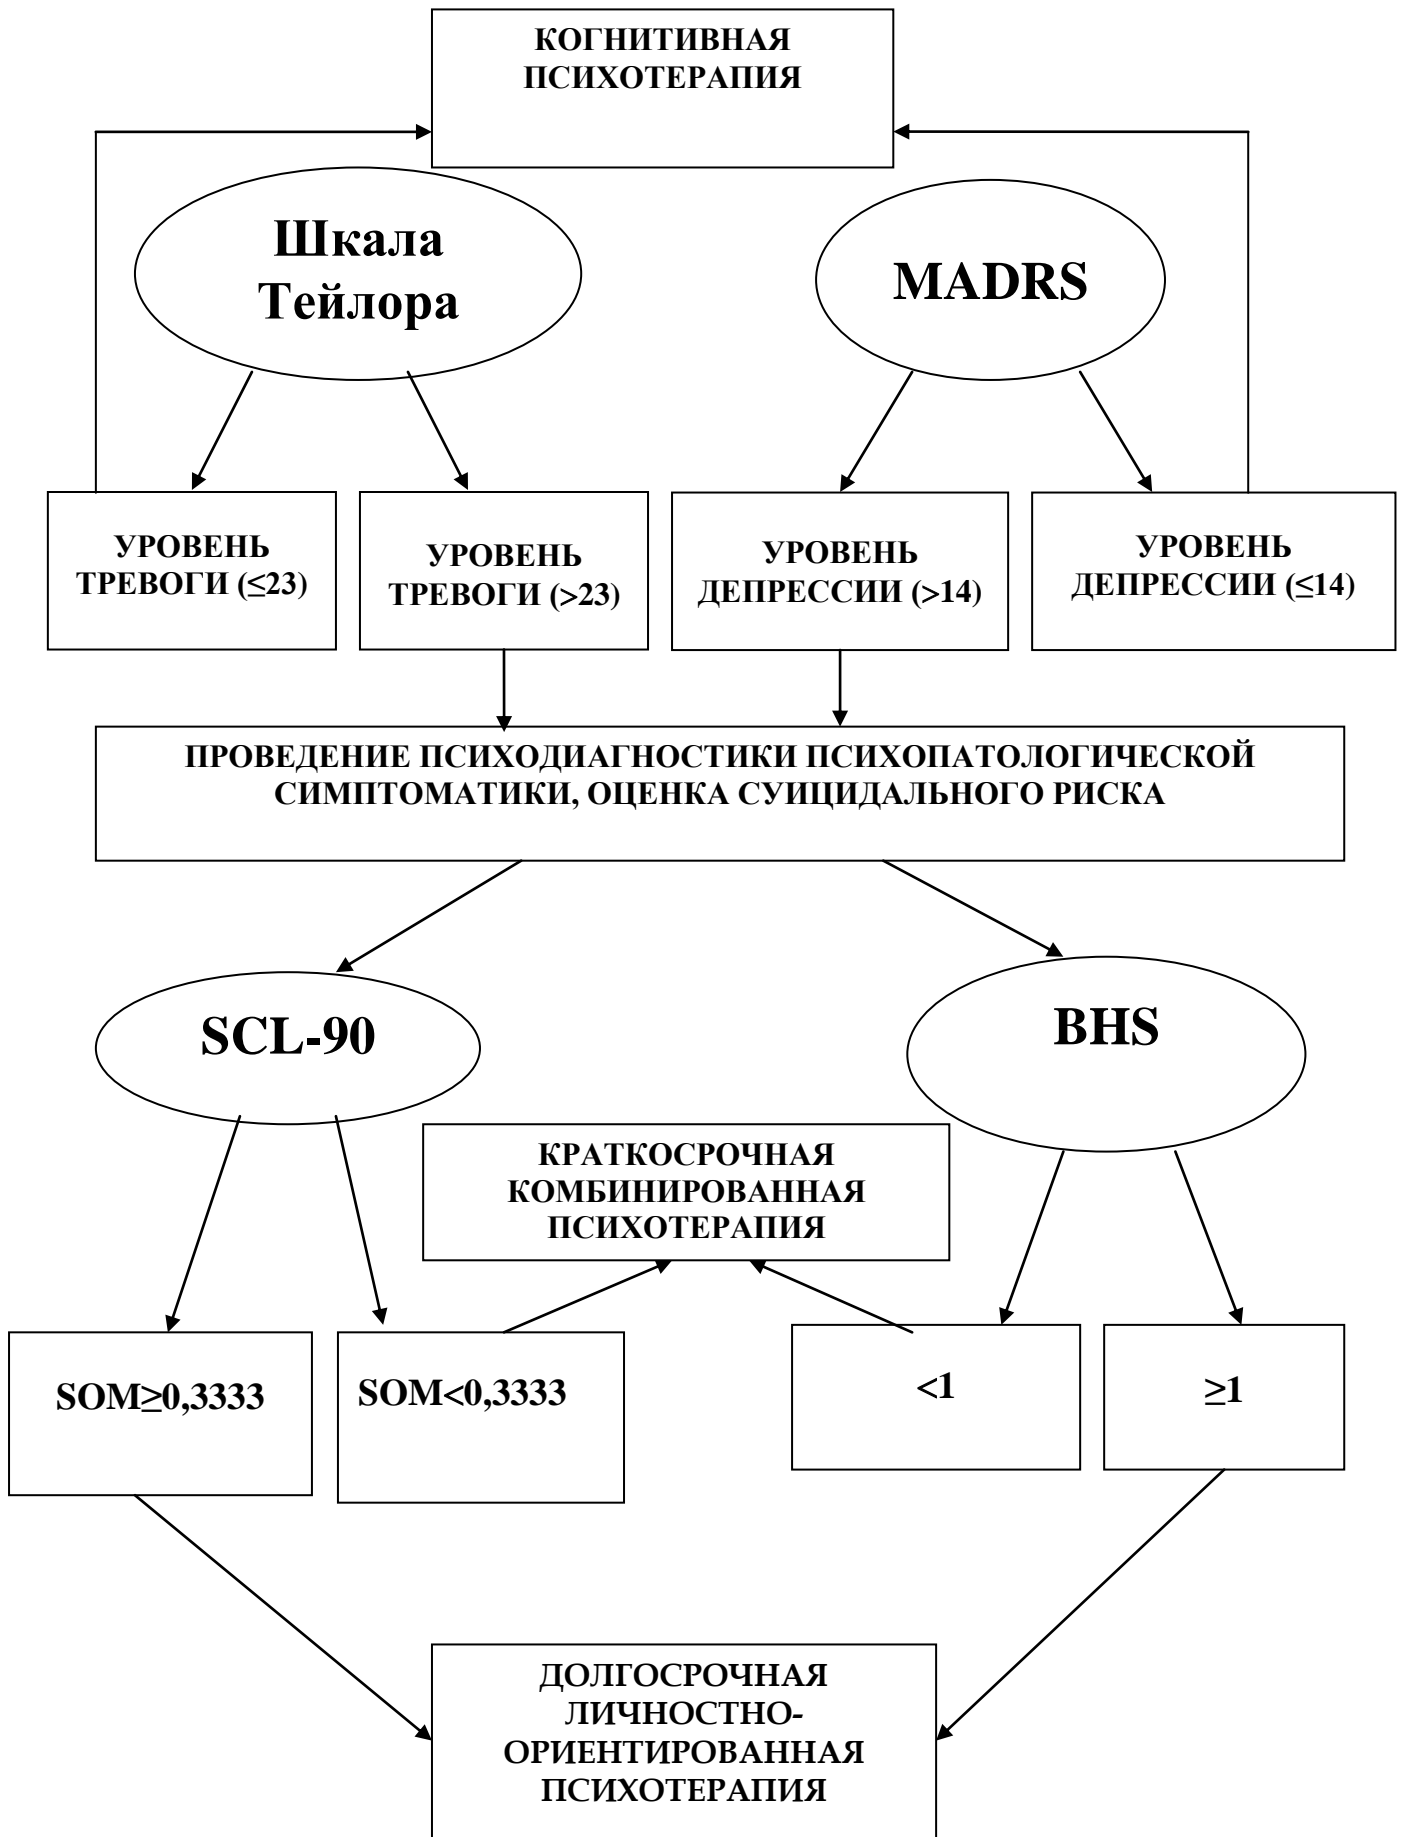 КОГНИТИВНАЯ
ПСИХОТЕРАПИЯ
Шкала
Тейлора
MADRS
УРОВЕНЬ
ТРЕВОГИ (≤23)
УРОВЕНЬ
ТРЕВОГИ (>23)
УРОВЕНЬ
ДЕПРЕССИИ (>14)
УРОВЕНЬ
ДЕПРЕССИИ (≤14)
ПРОВЕДЕНИЕ ПСИХОДИАГНОСТИКИ ПСИХОПАТОЛОГИЧЕСКОЙ
СИМПТОМАТИКИ, ОЦЕНКА СУИЦИДАЛЬНОГО РИСКА
SCL-90
BHS
КРАТКОСРОЧНАЯ
КОМБИНИРОВАННАЯ
ПСИХОТЕРАПИЯ
SOM≥0,3333
SOM<0,3333
<1
≥1
ДОЛГОСРОЧНАЯ
ЛИЧНОСТНО-
ОРИЕНТИРОВАННАЯ
ПСИХОТЕРАПИЯ